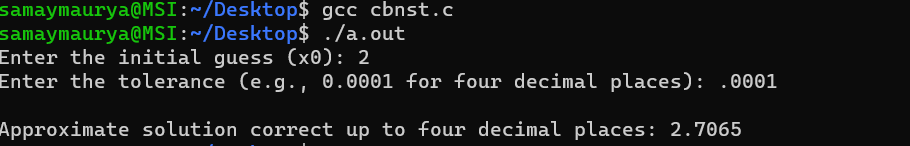 samaymaurya@MSI:~/Desktop$ gcc cbnst.c
samaymaurya@MSI:~/Desktop$ ./a.out
Enter the initial guess (x0): 2
Enter the tolerance (e.g., 0.0001 for four decimal places): .0001
Approximate solution correct up to four decimal places: 2.7065